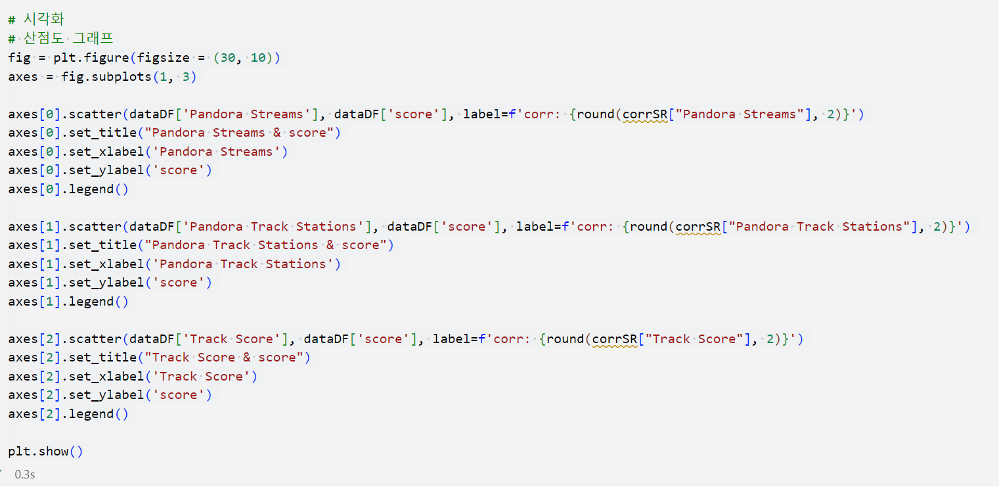 # 시각화
# 산점도 그래프
fig = plt.figure(figsize = (30, 10))
axes = fig.subplots(1, 3)
axes[0].scatter(dataDF['Pandora Streams'], dataDF['score'], label=f'corr: {round(corrSR["Pandora Streams"], 2)}')
axes[0].set_title("Pandora Streams & score")
axes[0].set_xlabel('Pandora Streams')
axes[0].set_ylabel('score')
axes[0].legend()
axes[1].scatter(dataDF['Pandora Track Stations'], dataDF['score'], label=f'corr: {round(corrSR["Pandora Track Stations"], 2)}')
axes[1].set_title("Pandora Track Stations & score")
axes[1].set_xlabel('Pandora Track Stations')
axes[1].set_ylabel('score')
axes[1].legend()
axes[2].scatter(dataDF['Track Score'], dataDF['score'], label=f'corr: {round(corrSR["Track Score"], 2)}')
axes[2].set_title("Track Score & score")
axes[2].set_xlabel('Track Score')
axes[2].set_ylabel('score')
axes[2].legend()
plt.show()
0.3s